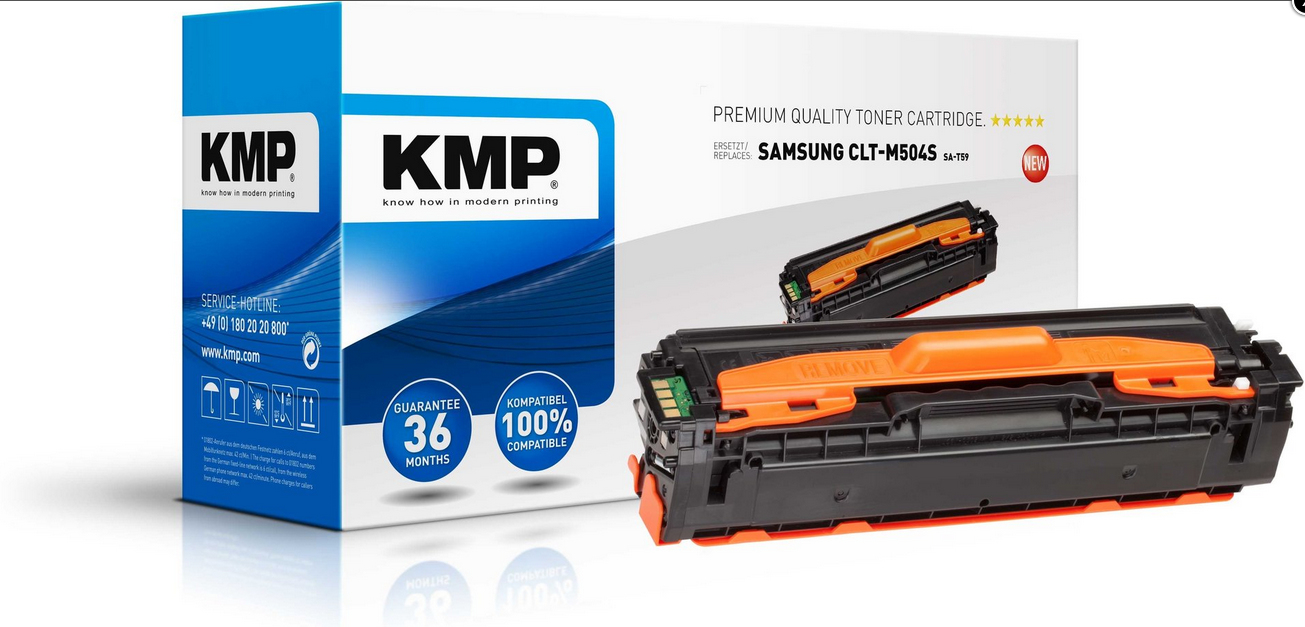 KMP®
know how in modern printing
SERVICE-HOTLINE:
+49 (0) 180 20 20 800*
www.kmp.com
KMP®
know how in modern printing
GUARANTEE
36
MONTHS
KOMPATIBEL
100%
COMPATIBLE
PREMIUM QUALITY TONER CARTRIDGE.
ERSETZT/
REPLACES:
SAMSUNG CLT-M504S SA-T59
NEW
REMOVE